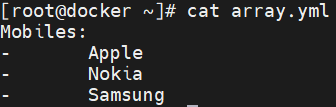 [root@docker ~]# cat array.yml
Mobiles:
-       Apple
-       Nokia
-       Samsung